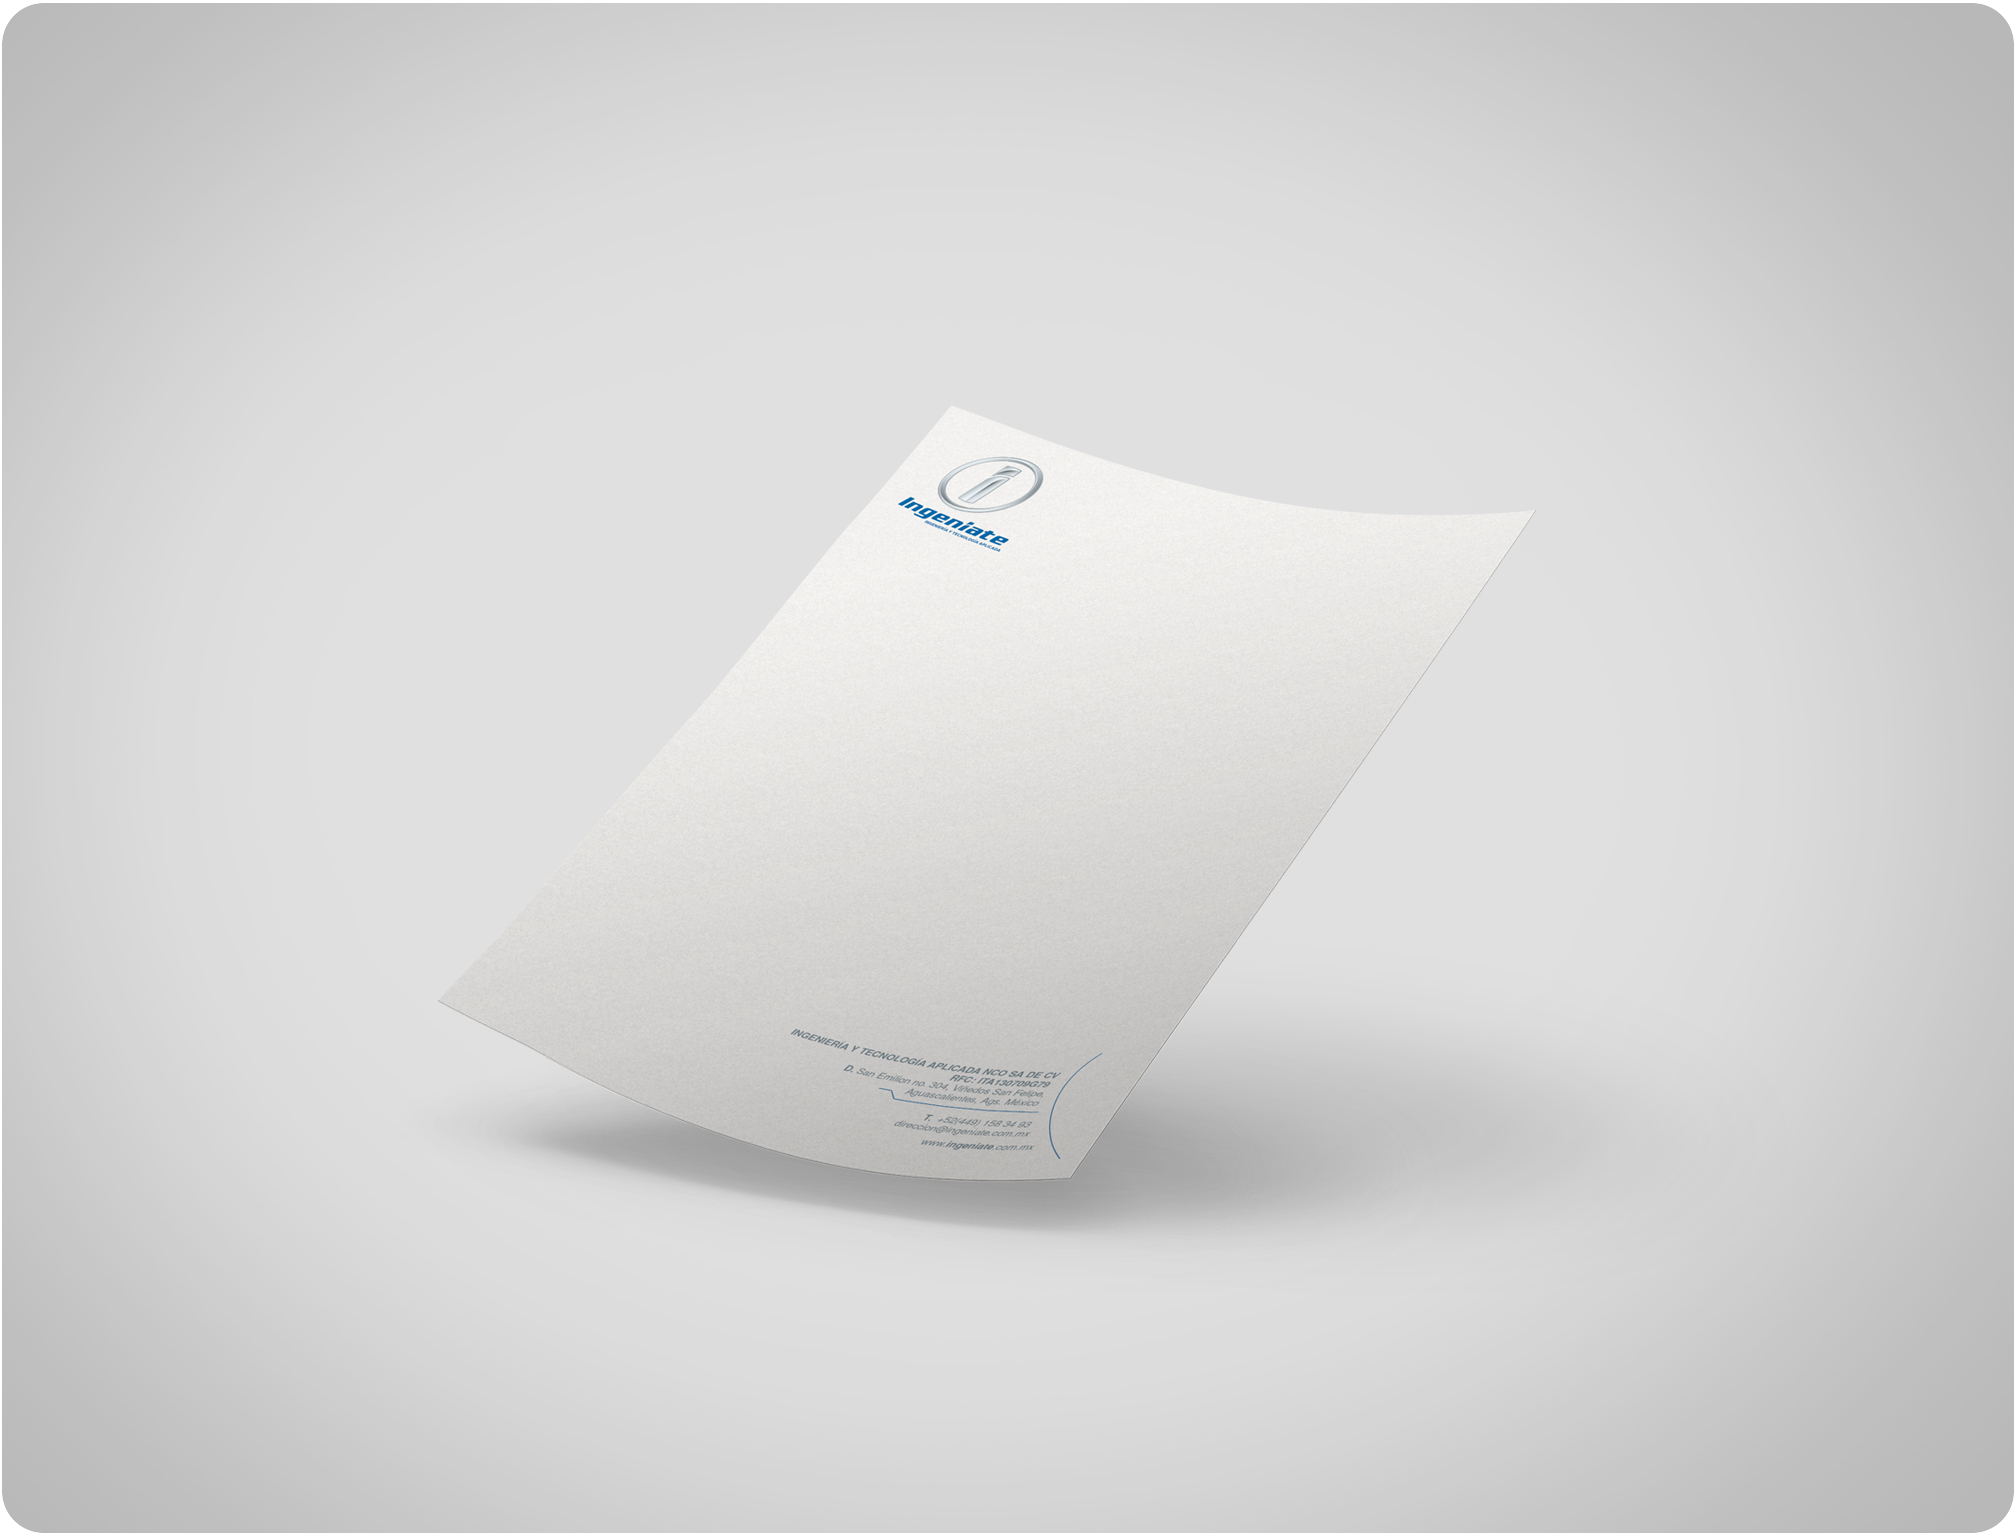 Ingeniate
INGENIERÍA Y TECNOLOGÍA APLICADA
INGENIERÍA Y TECNOLOGÍA APLICADA NCO SA DE CV
RFC: ITA130709G79
D. San Emilion no. 304, Viñedos San Felipe,
Aguascalientes, Ags. México
T. +52(449) 158 34 93
direccion@ingeniate.com.mx
www.ingeniate.com.mx